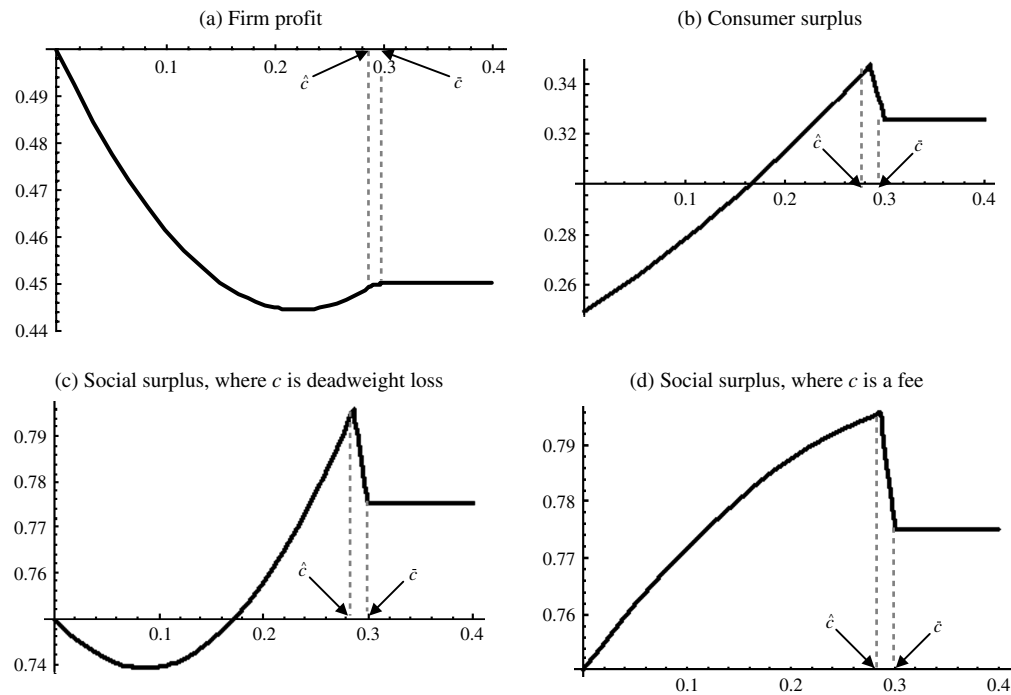 (a) Firm profit
0.1 0.2 0.3 0.4
ĉ c̄
0.49
0.48
0.47
0.46
0.45
0.44
(b) Consumer surplus
0.34
0.32
ĉ c̄
0.1 0.2 0.3 0.4
0.28
0.26
(c) Social surplus, where c is deadweight loss
0.79
0.78
0.77
0.76
ĉ c̄
0.1 0.2 0.3 0.4
0.74
(d) Social surplus, where c is a fee
0.79
0.78
0.77
0.76
ĉ c̄
0.1 0.2 0.3 0.4